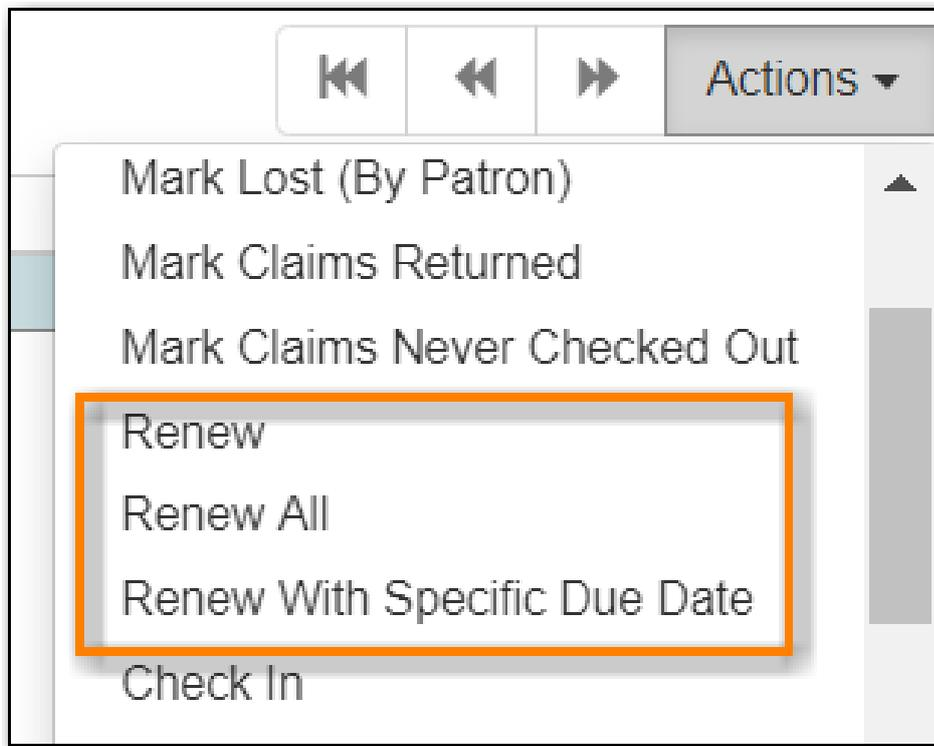 Actions
Mark Lost (By Patron)
Mark Claims Returned
Mark Claims Never Checked Out
Renew
Renew All
Renew With Specific Due Date
Check In